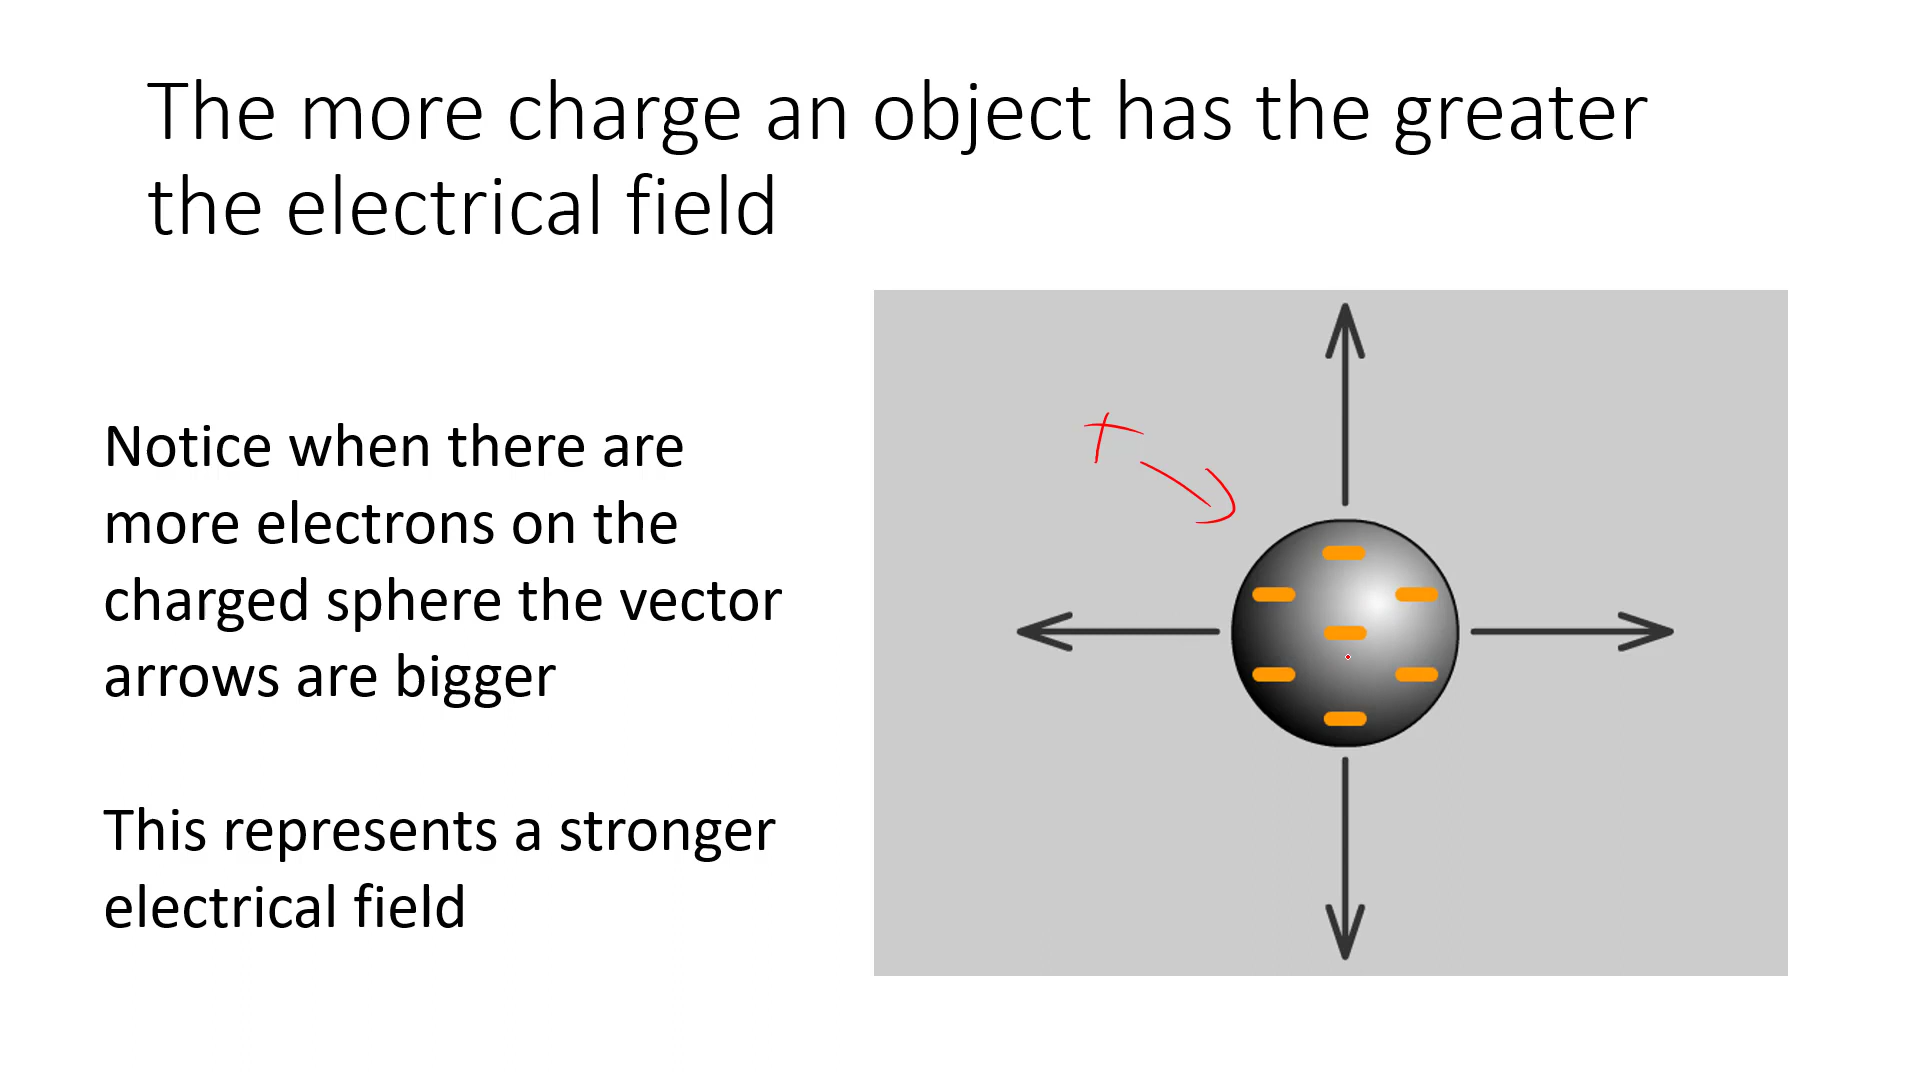 The more charge an object has the greater
the electrical field
Notice when there are
more electrons on the
charged sphere the vector
arrows are bigger
This represents a stronger
electrical field
+